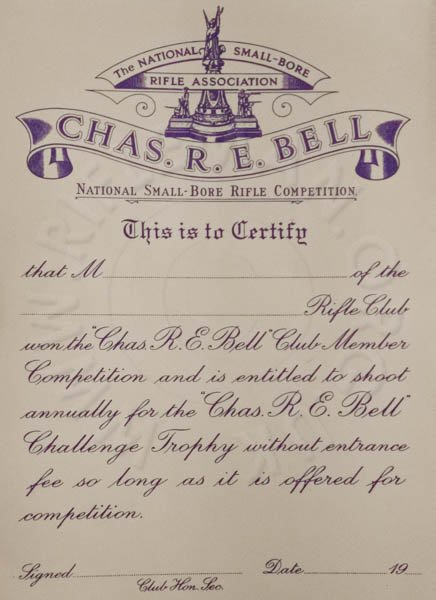 The NATIONAL SMALL-BORE
RIFLE ASSOCIATION
CHAS. R. E. BELL
NATIONAL SMALL-BORE RIFLE COMPETITION.
This is to Certify
that M of the
Rifle Club
won the "Chas. R. E. Bell" Club Member
Competition and is entitled to shoot
annually for the "Chas. R. E. Bell"
Challenge Trophy without entrance
fee so long as it is offered for
competition.
Signed Date 19
Club Hon. Sec.